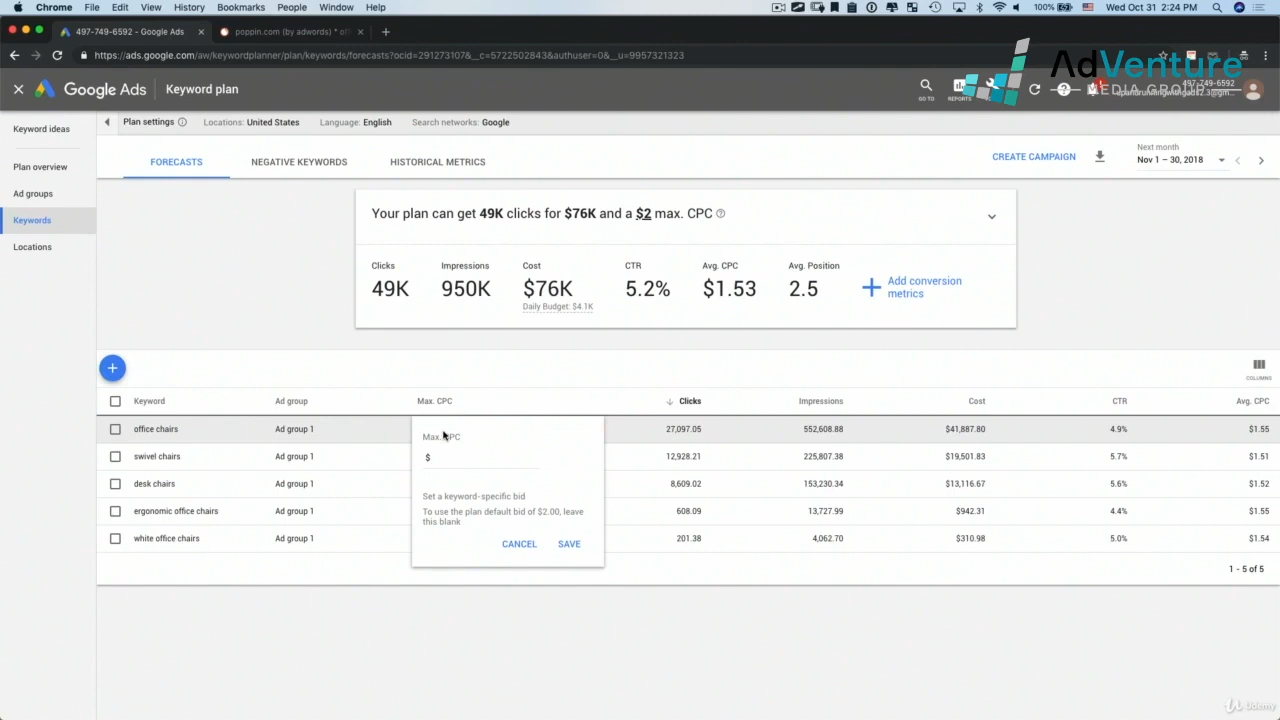 Chrome File Edit View History Bookmarks People Window Help 100% Wed Oct 31 2:24 PM
497-749-6592 - Google Ads poppin.com (by adwords) * of
https://ads.google.com/aw/keywordplanner/plan/keywords/forecasts?ocid=291273107&__c=5722502843&authuser=0&__u=9957321323
AdVenture
MEDIA GROUP
Google Ads Keyword plan GO TO REPORTS 497-749-6592
Keyword ideas
Plan overview
Ad groups
Keywords
Locations
Plan settings Locations: United States Language: English Search networks: Google
FORECASTS NEGATIVE KEYWORDS HISTORICAL METRICS CREATE CAMPAIGN
Next month
Nov 1 – 30, 2018
Your plan can get 49K clicks for $76K and a $2 max. CPC
Clicks Impressions Cost CTR Avg. CPC Avg. Position
49K 950K $76K 5.2% $1.53 2.5
Daily Budget: $4.1K
Add conversion
metrics
COLUMNS
Keyword Ad group Max. CPC Clicks Impressions Cost CTR Avg. CPC
office chairs Ad group 1 27,097.05 552,608.88 $41,887.80 4.9% $1.55
swivel chairs Ad group 1 12,928.21 225,807.38 $19,501.83 5.7% $1.51
desk chairs Ad group 1 8,609.02 153,230.34 $13,116.67 5.6% $1.52
ergonomic office chairs Ad group 1 608.09 13,727.99 $942.31 4.4% $1.55
white office chairs Ad group 1 201.38 4,062.70 $310.98 5.0% $1.54
Max. CPC
$
Set a keyword-specific bid
To use the plan default bid of $2.00, leave
this blank
CANCEL SAVE
1 - 5 of 5
Udemy